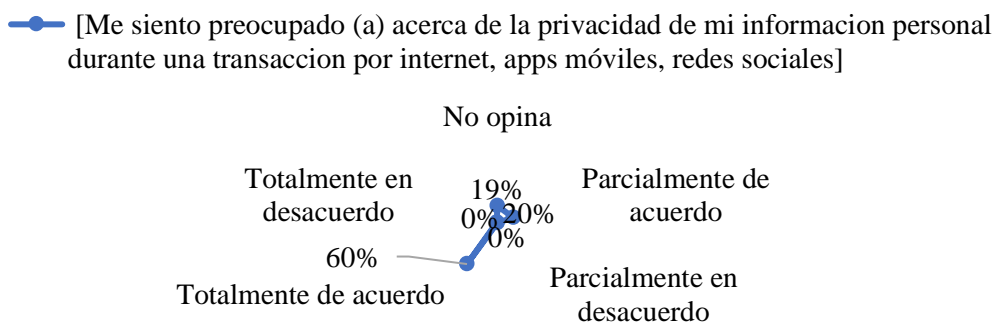 [Me siento preocupado (a) acerca de la privacidad de mi informacion personal
durante una transaccion por internet, apps móviles, redes sociales]
No opina
Totalmente en
desacuerdo
19%
Parcialmente de
acuerdo
0%
20%
0%
60%
Totalmente de acuerdo
Parcialmente en
desacuerdo